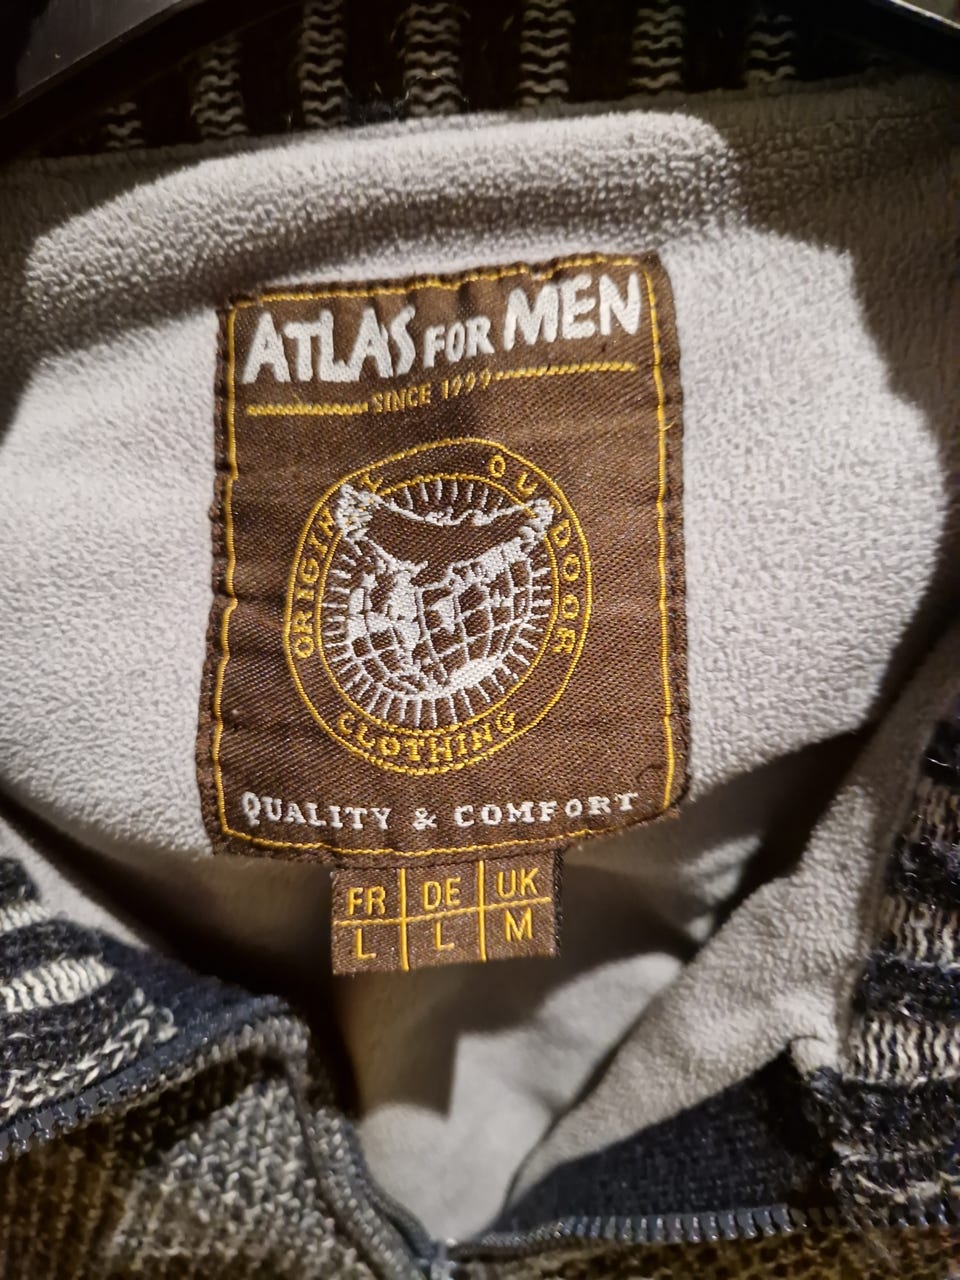 ATLAS FOR MEN
SINCE 1999
ORIGINAL OUTDOOR
CLOTHING
QUALITY & COMFORT
FR DE UK
L L M